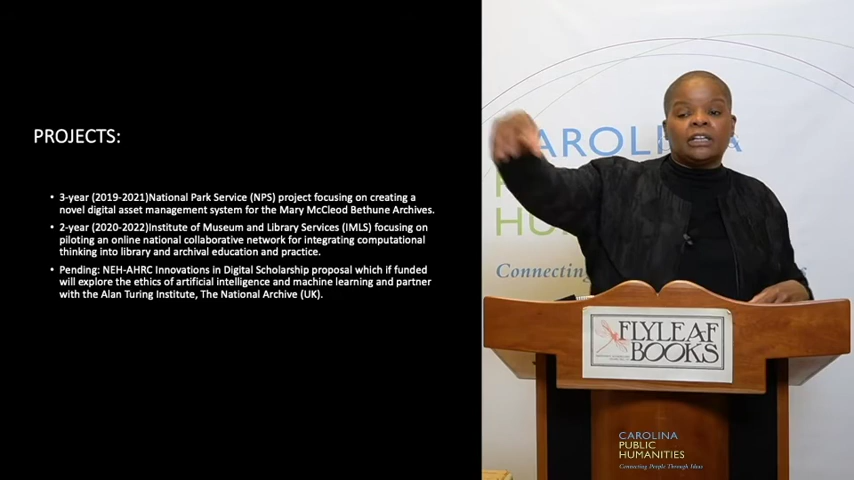 PROJECTS:
• 3-year (2019-2021)National Park Service (NPS) project focusing on creating a
novel digital asset management system for the Mary McCleod Bethune Archives.
• 2-year (2020-2022)Institute of Museum and Library Services (IMLS) focusing on
piloting an online national collaborative network for integrating computational
thinking into library and archival education and practice.
• Pending: NEH-AHRC Innovations in Digital Scholarship proposal which if funded
will explore the ethics of artificial intelligence and machine learning and partner
with the Alan Turing Institute, The National Archive (UK).
CAROLI A
HU
Connecting
FLYLEAF
BOOKS
CAROLINA
PUBLIC
HUMANITIES
Connecting People Through Ideas